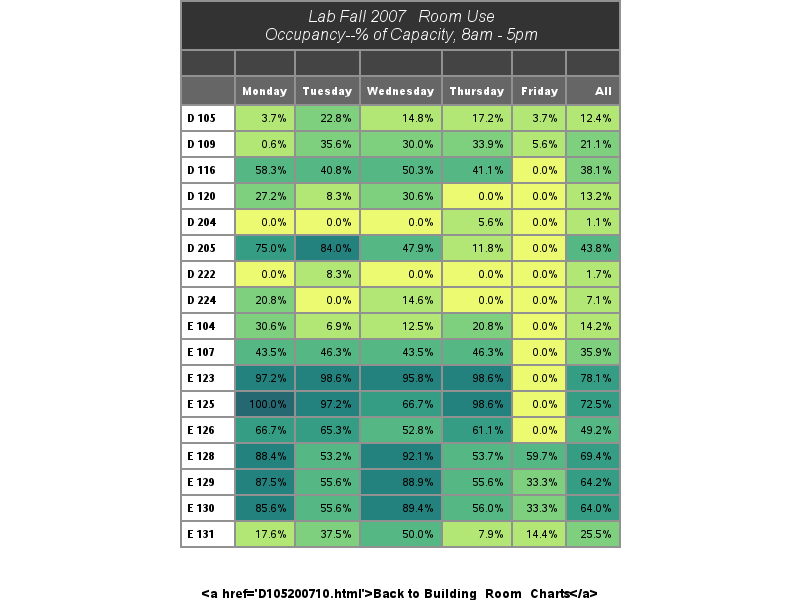 Lab Fall 2007 Room Use
Occupancy--% of Capacity, 8am - 5pm
Monday Tuesday Wednesday Thursday Friday All
D 105 3.7% 22.8% 14.8% 17.2% 3.7% 12.4%
D 109 0.6% 35.6% 30.0% 33.9% 5.6% 21.1%
D 116 58.3% 40.8% 50.3% 41.1% 0.0% 38.1%
D 120 27.2% 8.3% 30.6% 0.0% 0.0% 13.2%
D 204 0.0% 0.0% 0.0% 5.6% 0.0% 1.1%
D 205 75.0% 84.0% 47.9% 11.8% 0.0% 43.8%
D 222 0.0% 8.3% 0.0% 0.0% 0.0% 1.7%
D 224 20.8% 0.0% 14.6% 0.0% 0.0% 7.1%
E 104 30.6% 6.9% 12.5% 20.8% 0.0% 14.2%
E 107 43.5% 46.3% 43.5% 46.3% 0.0% 35.9%
E 123 97.2% 98.6% 95.8% 98.6% 0.0% 78.1%
E 125 100.0% 97.2% 66.7% 98.6% 0.0% 72.5%
E 126 66.7% 65.3% 52.8% 61.1% 0.0% 49.2%
E 128 88.4% 53.2% 92.1% 53.7% 59.7% 69.4%
E 129 87.5% 55.6% 88.9% 55.6% 33.3% 64.2%
E 130 85.6% 55.6% 89.4% 56.0% 33.3% 64.0%
E 131 17.6% 37.5% 50.0% 7.9% 14.4% 25.5%
<a href='D105200710.html'>Back to Building_Room_Charts</a>